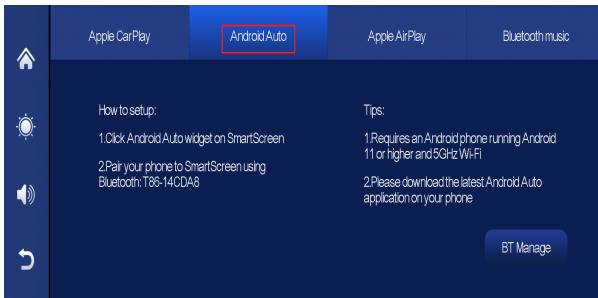 Apple CarPlay
Android Auto
Apple AirPlay
Bluetooth music
How to setup:
1.Click Android Auto widget on SmartScreen
2.Pair your phone to SmartScreen using
Bluetooth: T86-14CDA8
Tips:
1.Requires an Android phone running Android
11 or higher and 5GHz Wi-Fi
2.Please download the latest Android Auto
application on your phone
BT Manage